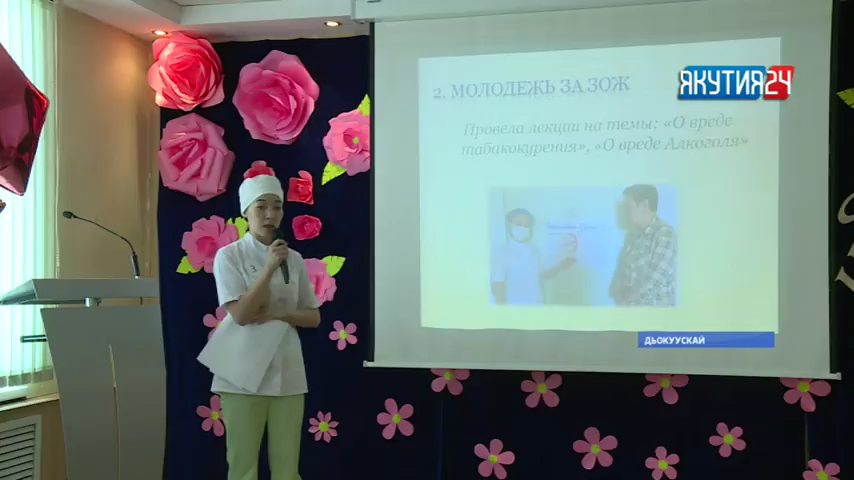 2. МОЛОДЕЖЬ ЗА ЗОЖ
ЯКУТИЯ24
Провела лекции на темы: «О вреде
табакокурения», «О вреде Алкоголя»
ДЬОКУУСКАЙ